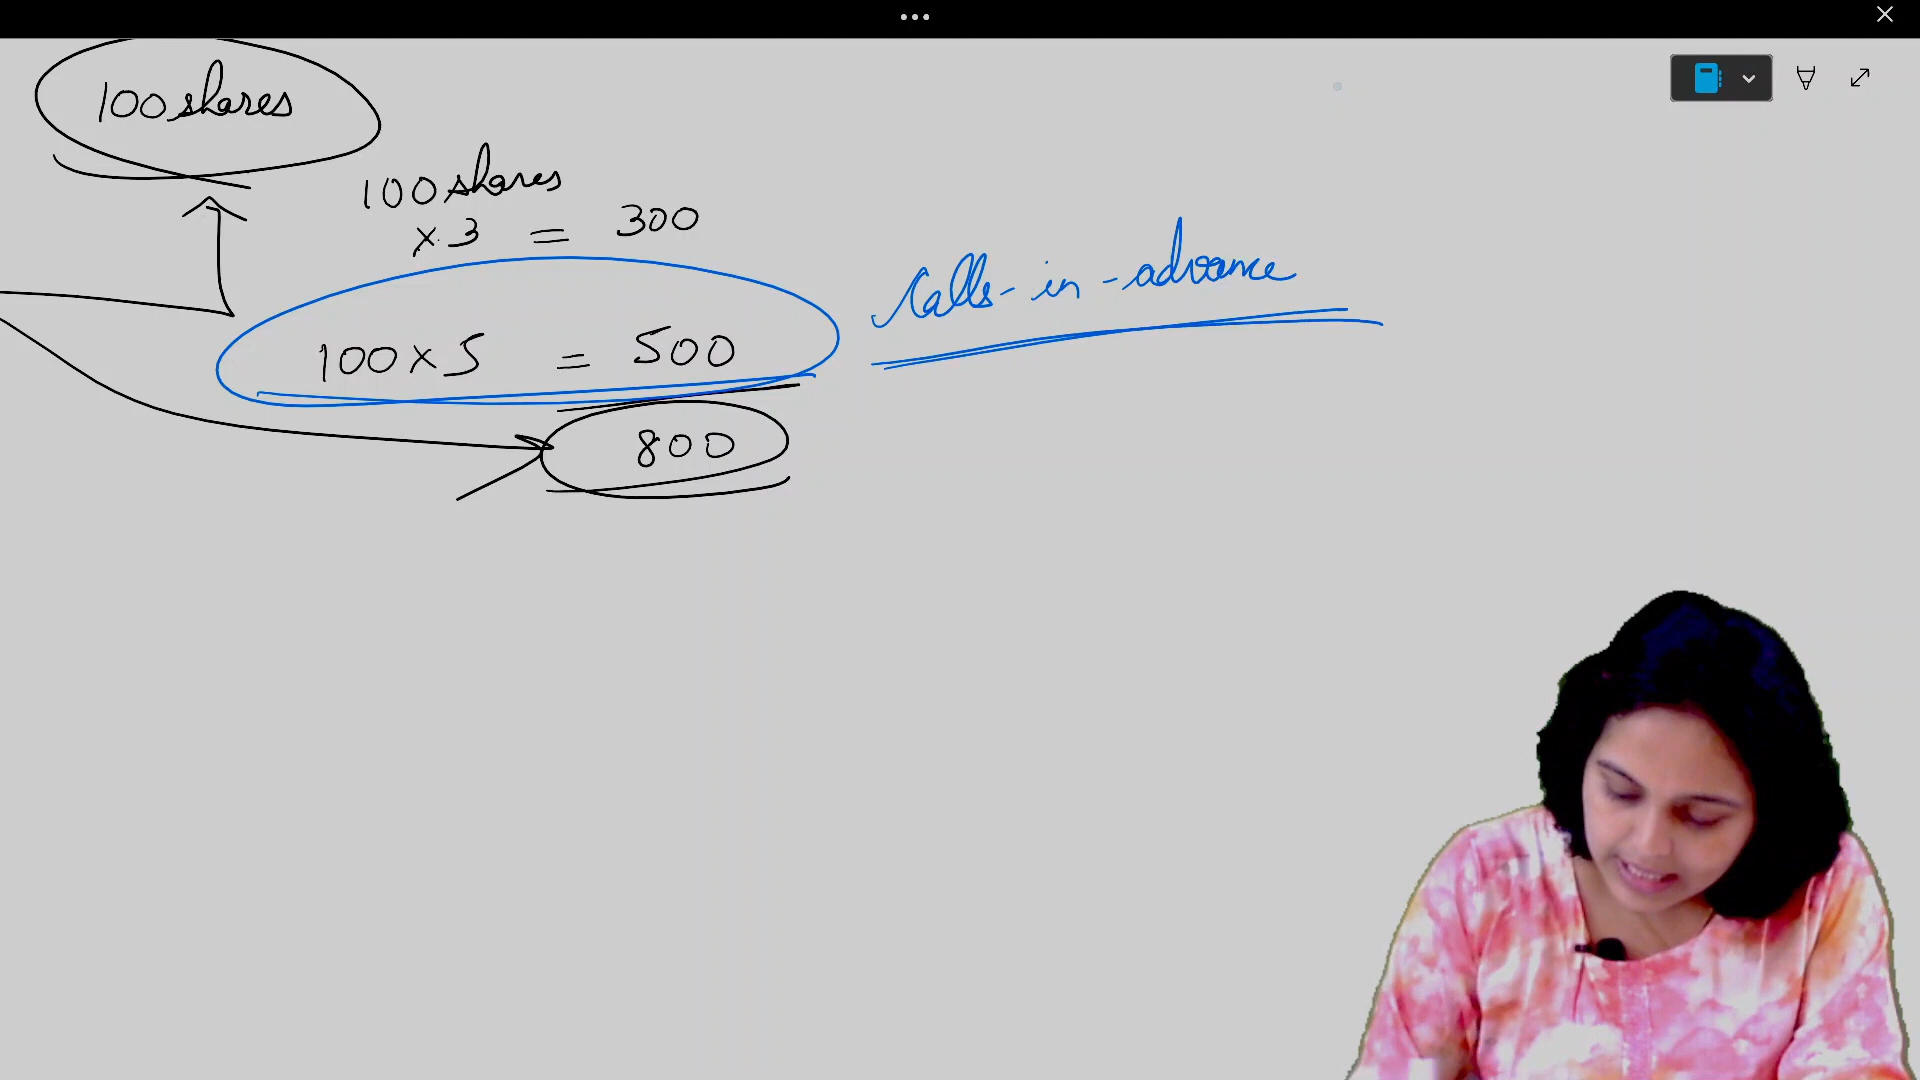 100 shares
100 shares
× 3 = 300
Calls-in-advance
100 × 5 = 500
800